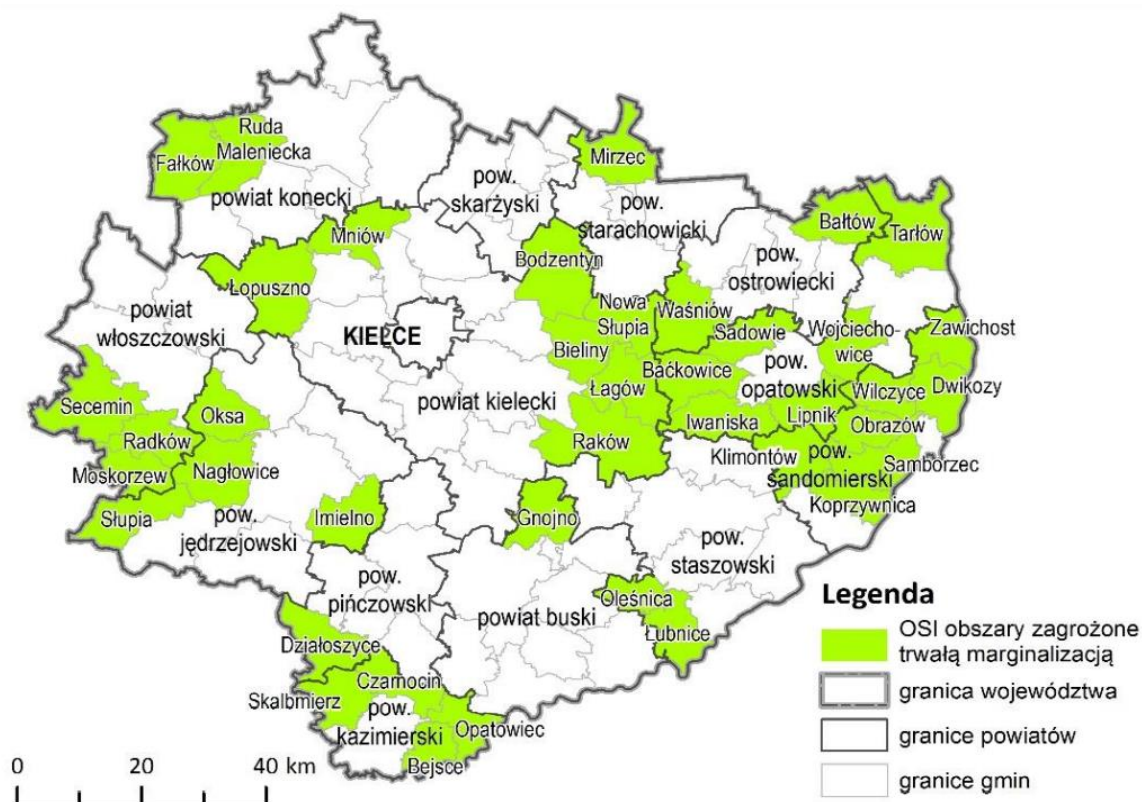 Ruda
Maleniecka
Fałków
powiat konecki
pow.
skarżyski
Mirzec
pow.
starachowicki
Mniów
Bodzentyn
Bałtów
Tarłów
pow.
ostrowiecki
Łopuszno
powiat
włoszczowski
KIELCE
Nowa
Słupia
Waśniów
Sadowie
Wojciecho-
wice
Zawichost
Bieliny
Baćkowice
pow.
opatowski
Wilczyce
Dwikozy
Łagów
powiat kielecki
Iwaniska
Lipnik
Obrazów
Secemin
Oksa
Radków
Raków
Klimontów
pow.
sandomierski
Samborzec
Moskorzew
Nagłowice
Koprzywnica
Słupia
Imielno
Gnojno
pow.
jędrzejowski
pow.
staszowski
pow.
pińczowski
powiat buski
Oleśnica
Łubnice
Działoszyce
Czarnocin
Skalbmierz
pow.
kazimierski
Opatowiec
Bejsce
Legenda
OSI obszary zagrożone
trwałą marginalizacją
granica województwa
granice powiatów
granice gmin
0 20 40 km